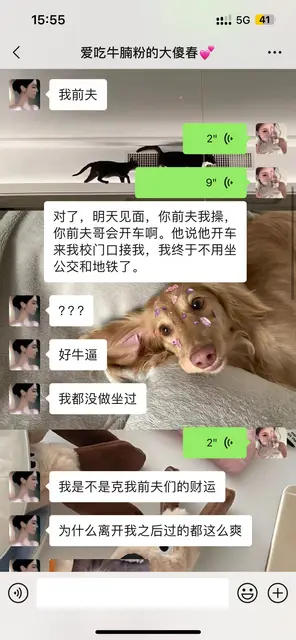 15:55
5G 41
爱吃牛腩粉的大傻春💕
我前夫
2"
9"
对了，明天见面，你前夫我操，
你前夫哥会开车啊。他说他开车
来我校门口接我，我终于不用坐
公交和地铁了。
？？？
好牛逼
我都没做坐过
2"
我是不是克我前夫们的财运
为什么离开我之后过的都这么爽